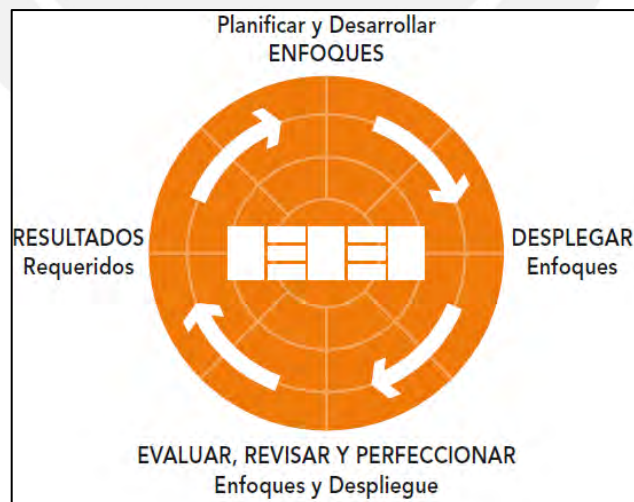 Planificar y Desarrollar
ENFOQUES
RESULTADOS
Requeridos
DESPLEGAR
Enfoques
EVALUAR, REVISAR Y PERFECCIONAR
Enfoques y Despliegue